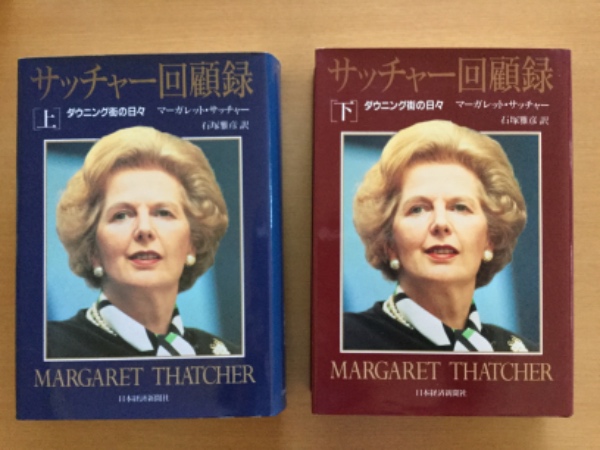 サッチャー回顧録
上 ダウニング街の日々 マーガレット・サッチャー
石塚雅彦 訳
MARGARET THATCHER
日本経済新聞社
サッチャー回顧録
下 ダウニング街の日々 マーガレット・サッチャー
石塚雅彦 訳
MARGARET THATCHER
日本経済新聞社